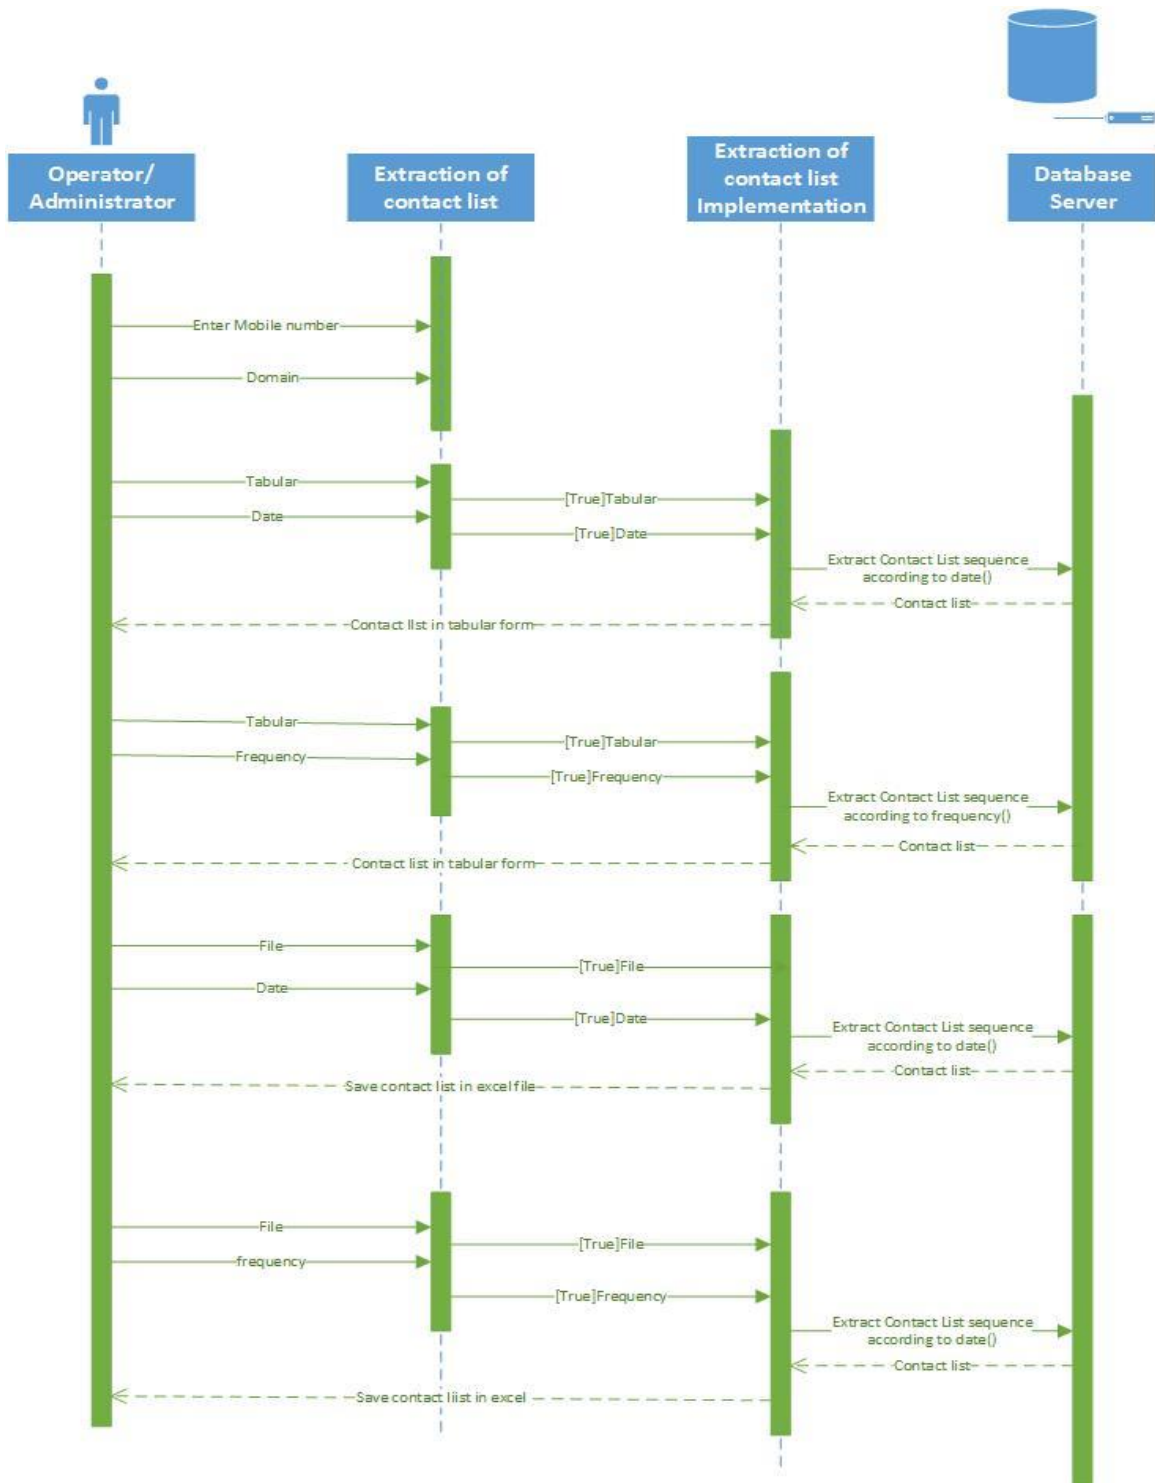 Operator/
Administrator
Extraction of
contact list
Extraction of
contact list
Implementation
Database
Server
Enter Mobile number
Domain
Tabular
[True]Tabular
Date
[True]Date
Extract Contact List sequence
according to date()
Contact list
Contact list in tabular form
Tabular
[True]Tabular
Frequency
[True]Frequency
Extract Contact List sequence
according to frequency()
Contact list
Contact list in tabular form
File
[True]File
Date
[True]Date
Extract Contact List sequence
according to date()
Contact list
Save contact list in excel file
File
[True]File
frequency
[True]Frequency
Extract Contact List sequence
according to date()
Contact list
Save contact liist in excel